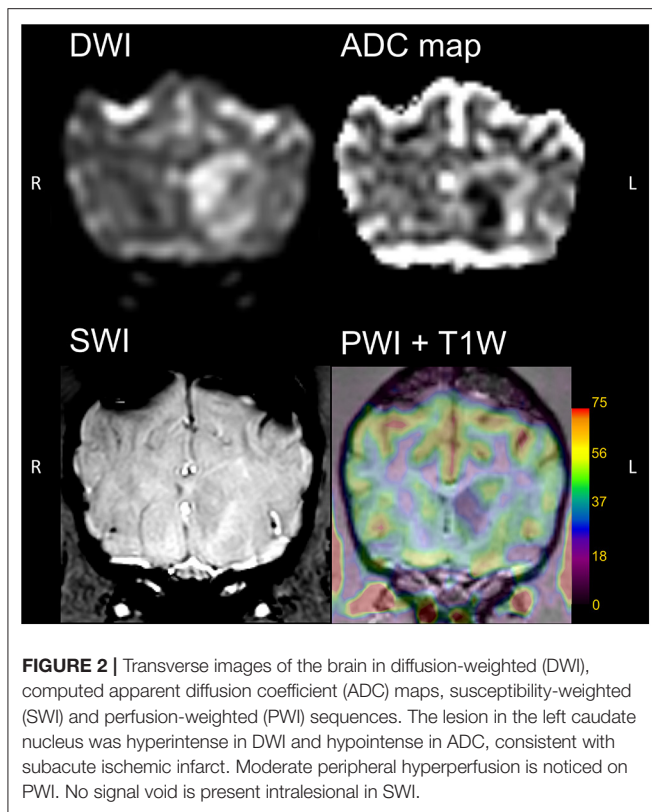 DWI
ADC map
R
L
SWI
PWI + T1W
75
56
R
L
37
18
0
FIGURE 2 | Transverse images of the brain in diffusion-weighted (DWI),
computed apparent diffusion coefficient (ADC) maps, susceptibility-weighted
(SWI) and perfusion-weighted (PWI) sequences. The lesion in the left caudate
nucleus was hyperintense in DWI and hypointense in ADC, consistent with
subacute ischemic infarct. Moderate peripheral hyperperfusion is noticed on
PWI. No signal void is present intralesional in SWI.